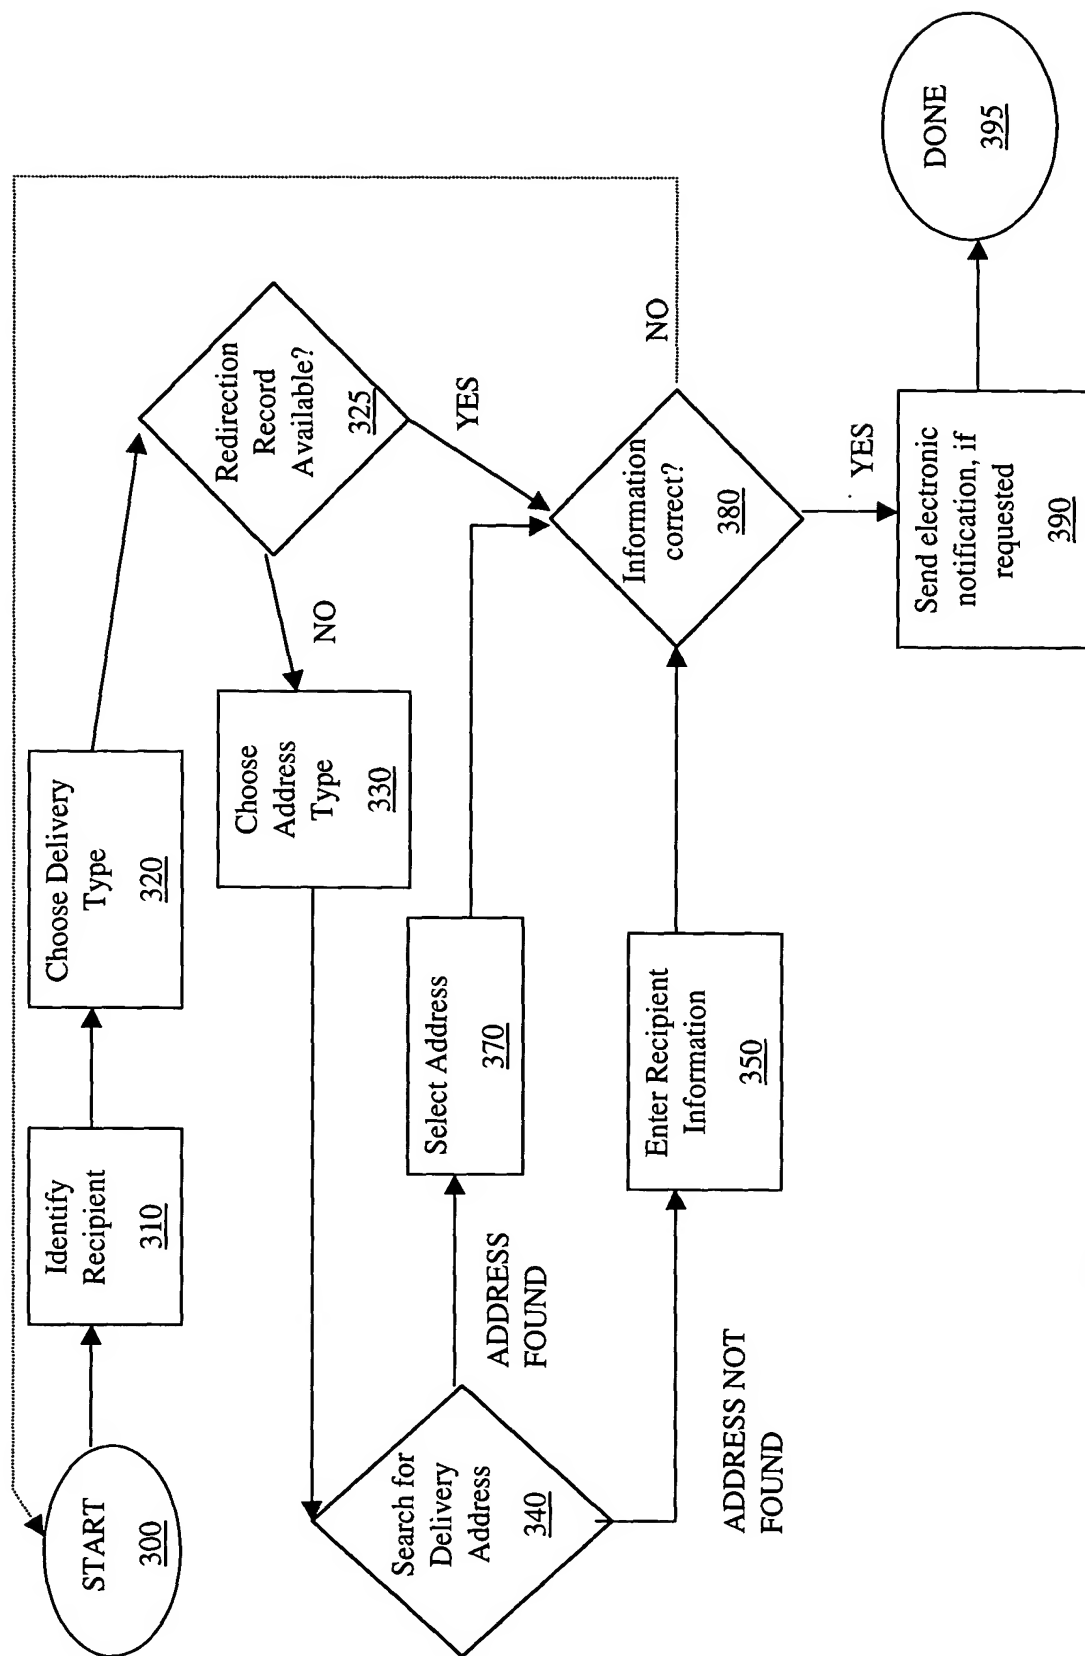 START
300
Identify
Recipient
310
Choose Delivery
Type
320
Redirection
Record
Available?
325
NO
YES
Choose
Address
Type
330
Search for
Delivery
Address
340
ADDRESS
FOUND
Select Address
370
ADDRESS NOT
FOUND
Enter Recipient
Information
350
Information
correct?
380
NO
YES
Send electronic
notification, if
requested
390
DONE
395